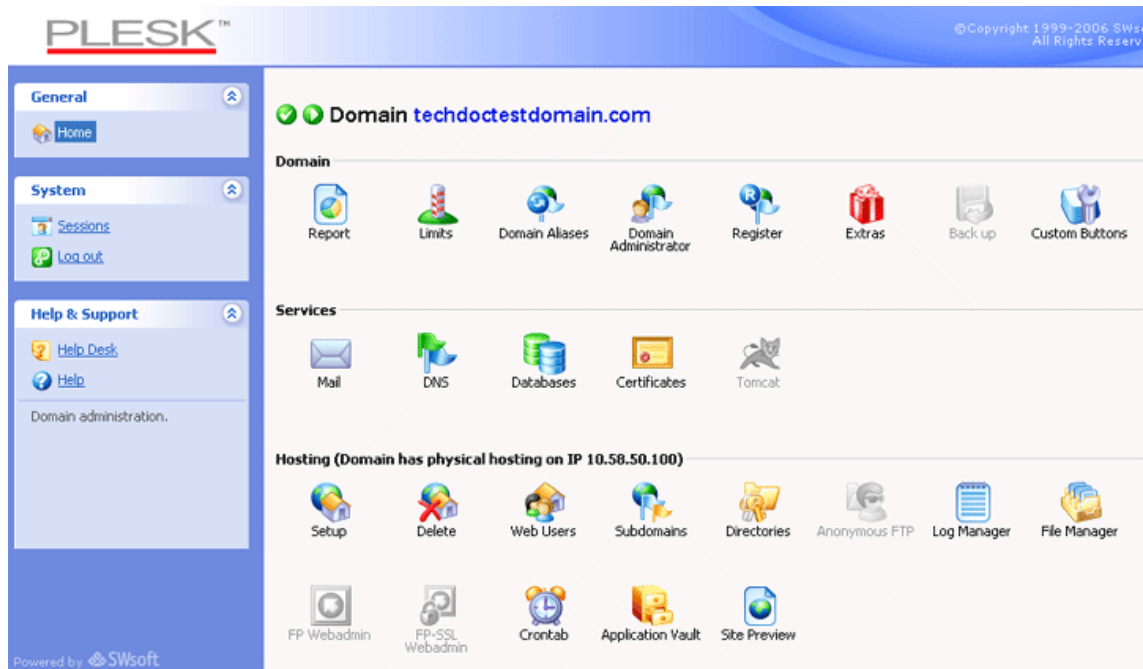 PLESK™
©Copyright 1999-2006 SWso
All Rights Reserv
General
Home
System
Sessions
Log out
Help & Support
Help Desk
Help
Domain administration.
Powered by SWsoft
Domain techdoctestdomain.com
Domain
Report Limits Domain Aliases Domain Administrator Register Extras Back up Custom Buttons
Services
Mail DNS Databases Certificates Tomcat
Hosting (Domain has physical hosting on IP 10.58.50.100)
Setup Delete Web Users Subdomains Directories Anonymous FTP Log Manager File Manager
FP Webadmin FP-SSL Webadmin Crontab Application Vault Site Preview